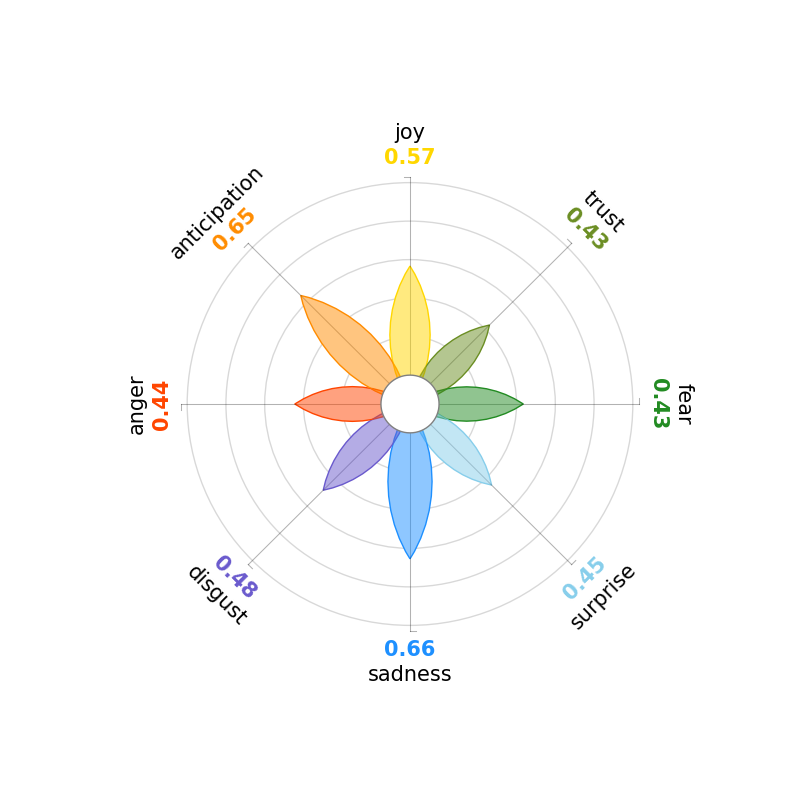 joy
0.57
trust
0.43
fear
0.43
surprise
0.45
0.66
sadness
0.48
disgust
anger
0.44
anticipation
0.65